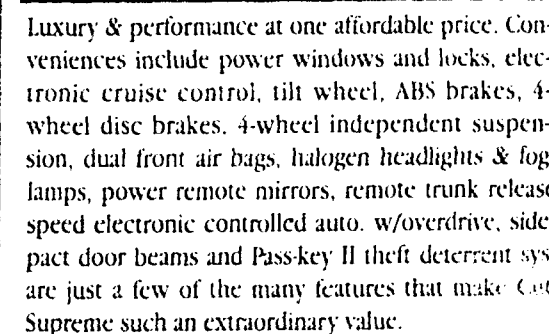 Luxury & performance at one affordable price. Con-
veniences include power windows and locks, elec-
tronic cruise control, tilt wheel, ABS brakes, 4-
wheel disc brakes. 4-wheel independent suspen-
sion, dual front air bags, halogen headlights & fog
lamps, power remote mirrors, remote trunk release
speed electronic controlled auto. w/overdrive, side
pact door beams and Pass-key II theft deterrent sys
are just a few of the many features that make Cut
Supreme such an extraordinary value.